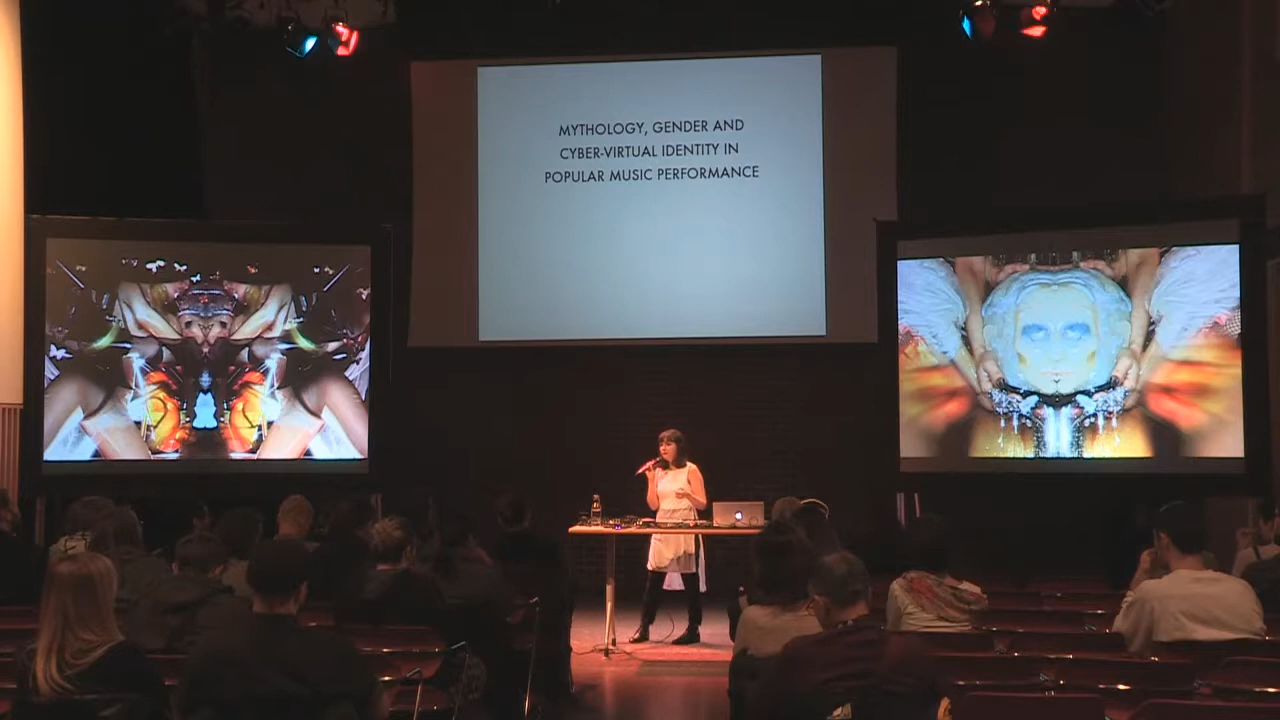 MYTHOLOGY, GENDER AND
CYBER-VIRTUAL IDENTITY IN
POPULAR MUSIC PERFORMANCE